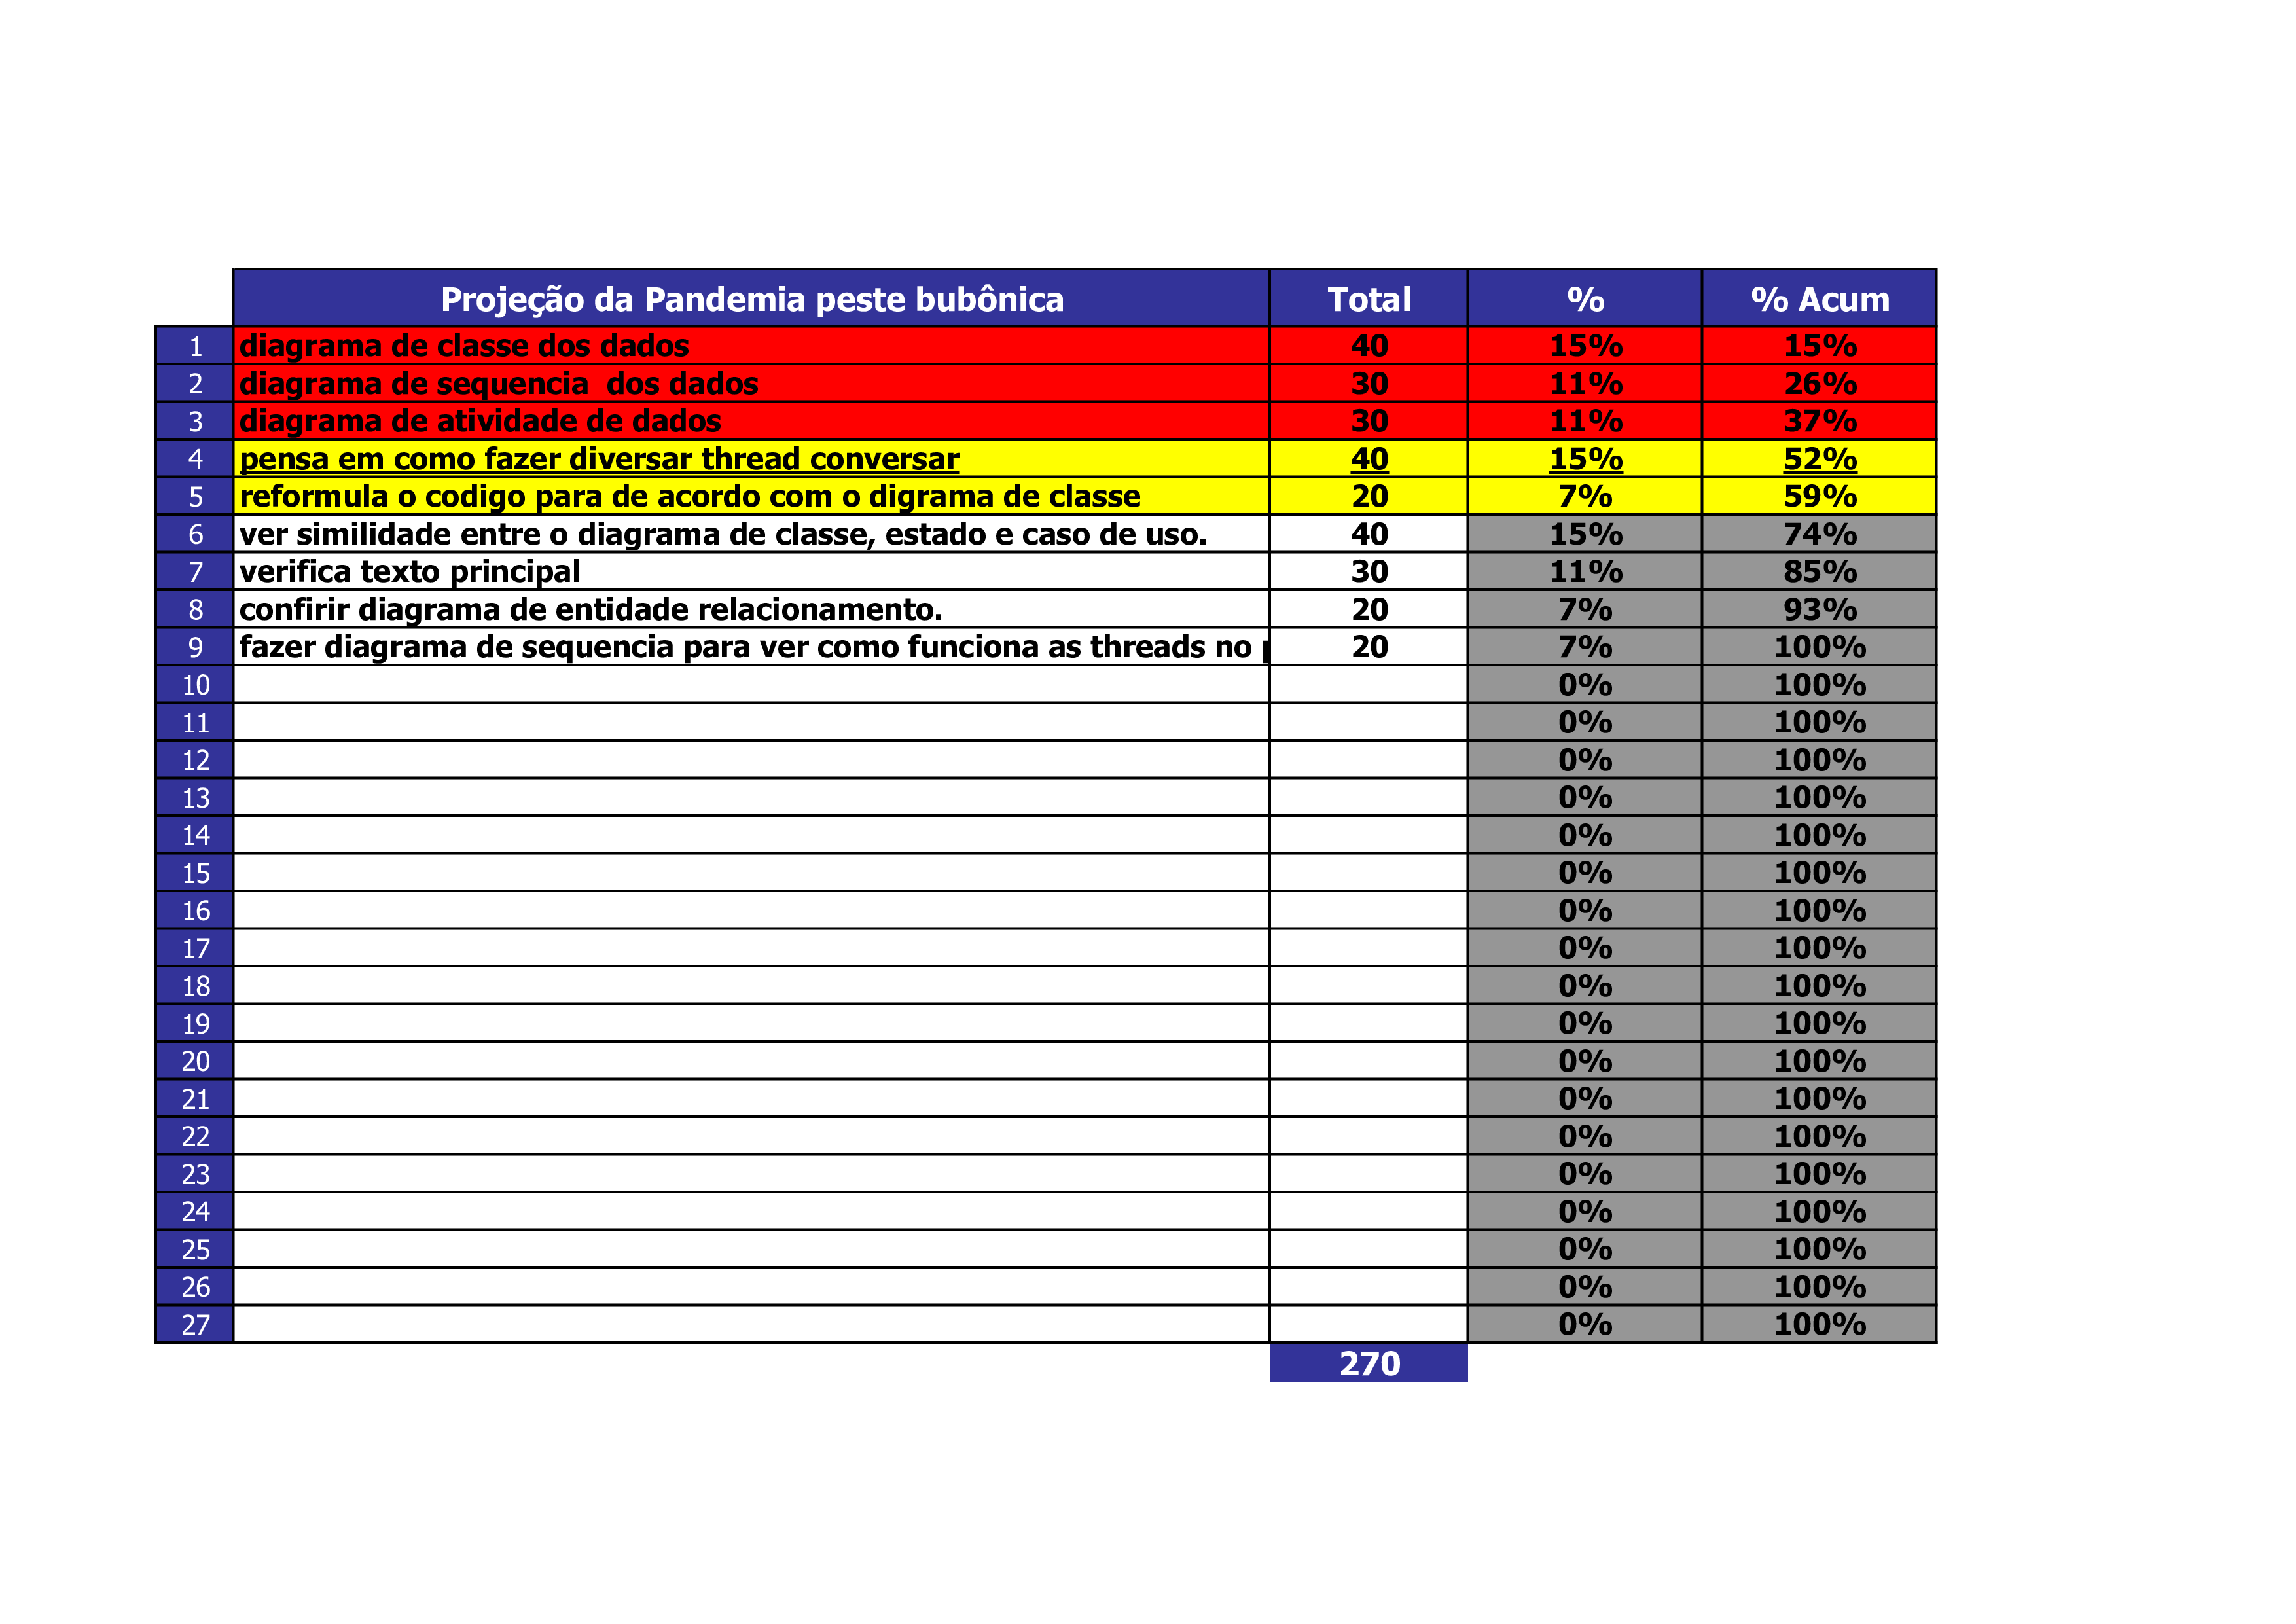 Projeção da Pandemia peste bubônica Total % % Acum
1 diagrama de classe dos dados 40 15% 15%
2 diagrama de sequencia  dos dados 30 11% 26%
3 diagrama de atividade de dados 30 11% 37%
4 pensa em como fazer diversar thread conversar 40 15% 52%
5 reformula o codigo para de acordo com o digrama de classe 20 7% 59%
6 ver similidade entre o diagrama de classe, estado e caso de uso. 40 15% 74%
7 verifica texto principal 30 11% 85%
8 confirir diagrama de entidade relacionamento. 20 7% 93%
9 fazer diagrama de sequencia para ver como funciona as threads no 20 7% 100%
10 0% 100%
11 0% 100%
12 0% 100%
13 0% 100%
14 0% 100%
15 0% 100%
16 0% 100%
17 0% 100%
18 0% 100%
19 0% 100%
20 0% 100%
21 0% 100%
22 0% 100%
23 0% 100%
24 0% 100%
25 0% 100%
26 0% 100%
27 0% 100%
270